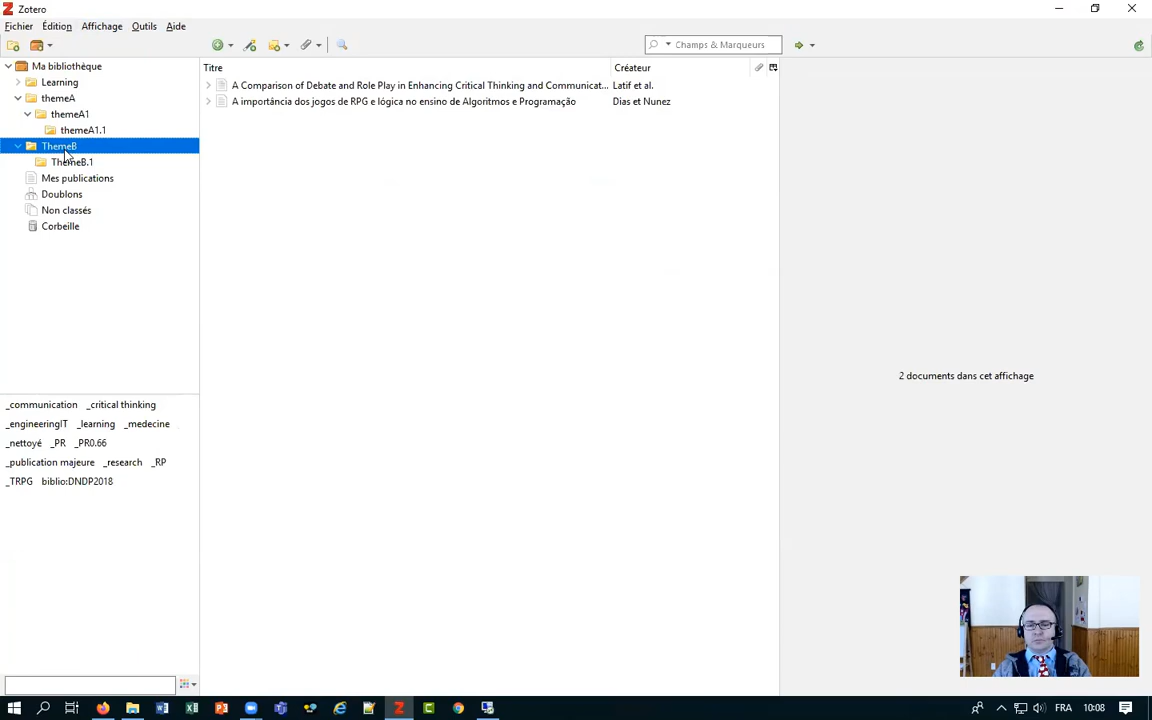 Zotero
Fichier Édition Affichage Outils Aide
Champs & Marqueurs
Ma bibliothèque
Learning
themeA
themeA1
themeA1.1
ThemeB
ThemeB.1
Mes publications
Doublons
Non classés
Corbeille
Titre Créateur
A Comparison of Debate and Role Play in Enhancing Critical Thinking and Communicat... Latif et al.
A importância dos jogos de RPG e lógica no ensino de Algoritmos e Programação Dias et Nunez
2 documents dans cet affichage
_communication _critical thinking
_engineeringIT _learning _medecine
_nettoyé _PR _PR0.66
_publication majeure _research _RP
_TRPG biblio:DNDP2018
FRA 10:08